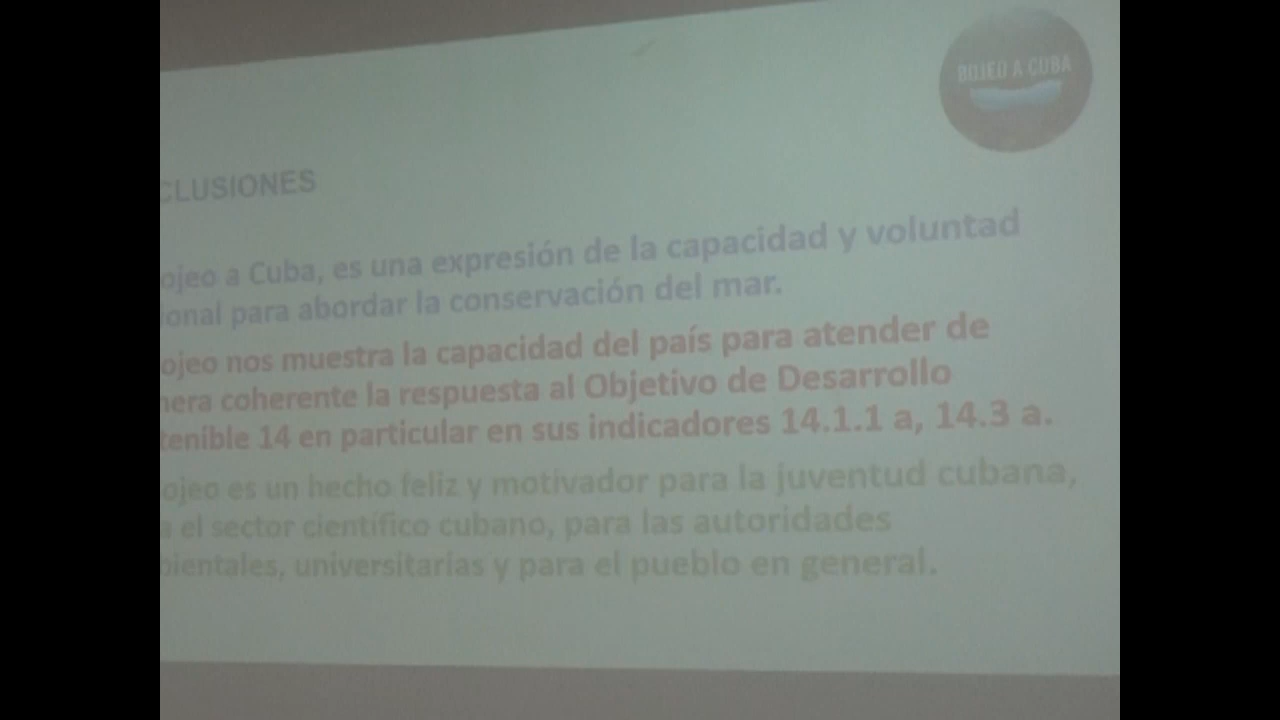 BOJEO A CUBA
CLUSIONES
ojeo a Cuba, es una expresión de la capacidad y voluntad
ional para abordar la conservación del mar.
ojeo nos muestra la capacidad del país para atender de
nera coherente la respuesta al Objetivo de Desarrollo
tenible 14 en particular en sus indicadores 14.1.1 a, 14.3 a.
ojeo es un hecho feliz y motivador para la juventud cubana,
a el sector científico cubano, para las autoridades
bientales, universitarias y para el pueblo en general.